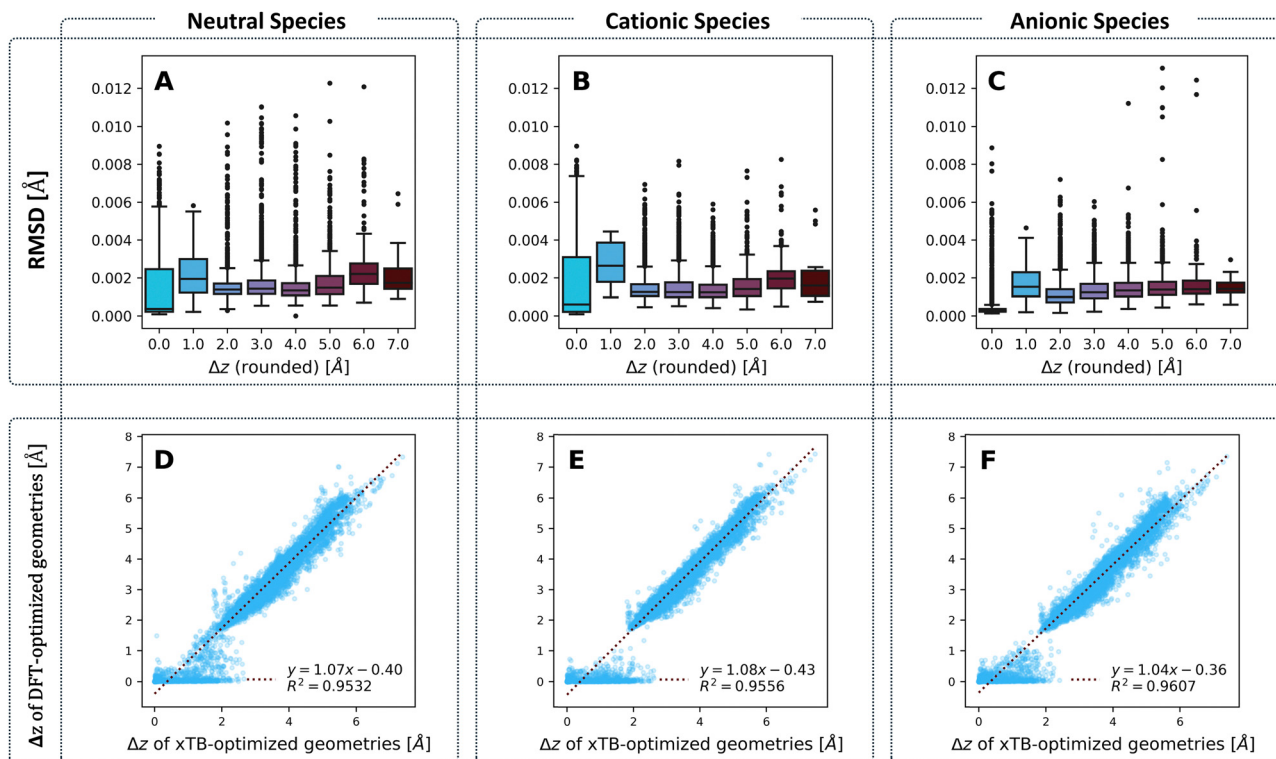 Neutral Species
Cationic Species
Anionic Species
RMSD [Å]
A
0.012
0.010
0.008
0.006
0.004
0.002
0.000
0.0 1.0 2.0 3.0 4.0 5.0 6.0 7.0
Δz (rounded) [Å]
B
0.012
0.010
0.008
0.006
0.004
0.002
0.000
0.0 1.0 2.0 3.0 4.0 5.0 6.0 7.0
Δz (rounded) [Å]
C
0.012
0.010
0.008
0.006
0.004
0.002
0.000
0.0 1.0 2.0 3.0 4.0 5.0 6.0 7.0
Δz (rounded) [Å]
Δz of DFT-optimized geometries [Å]
D
8
7
6
5
4
3
2
1
0
y = 1.07x − 0.40
R² = 0.9532
0 2 4 6
Δz of xTB-optimized geometries [Å]
E
8
7
6
5
4
3
2
1
0
y = 1.08x − 0.43
R² = 0.9556
0 2 4 6
Δz of xTB-optimized geometries [Å]
F
8
7
6
5
4
3
2
1
0
y = 1.04x − 0.36
R² = 0.9607
0 2 4 6
Δz of xTB-optimized geometries [Å]